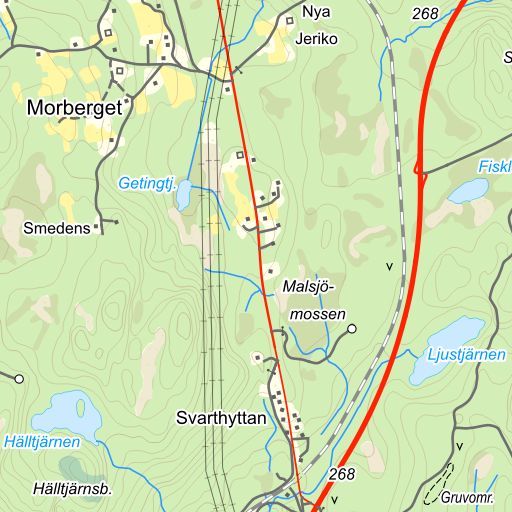 Nya
Jeriko
268
S
Morberget
Getingtj.
Fiskl
Smedens
Malsjö-
mossen
Ljustjärnen
Svarthyttan
Hälltjärnen
Hälltjärnsb.
268
Gruvomr.